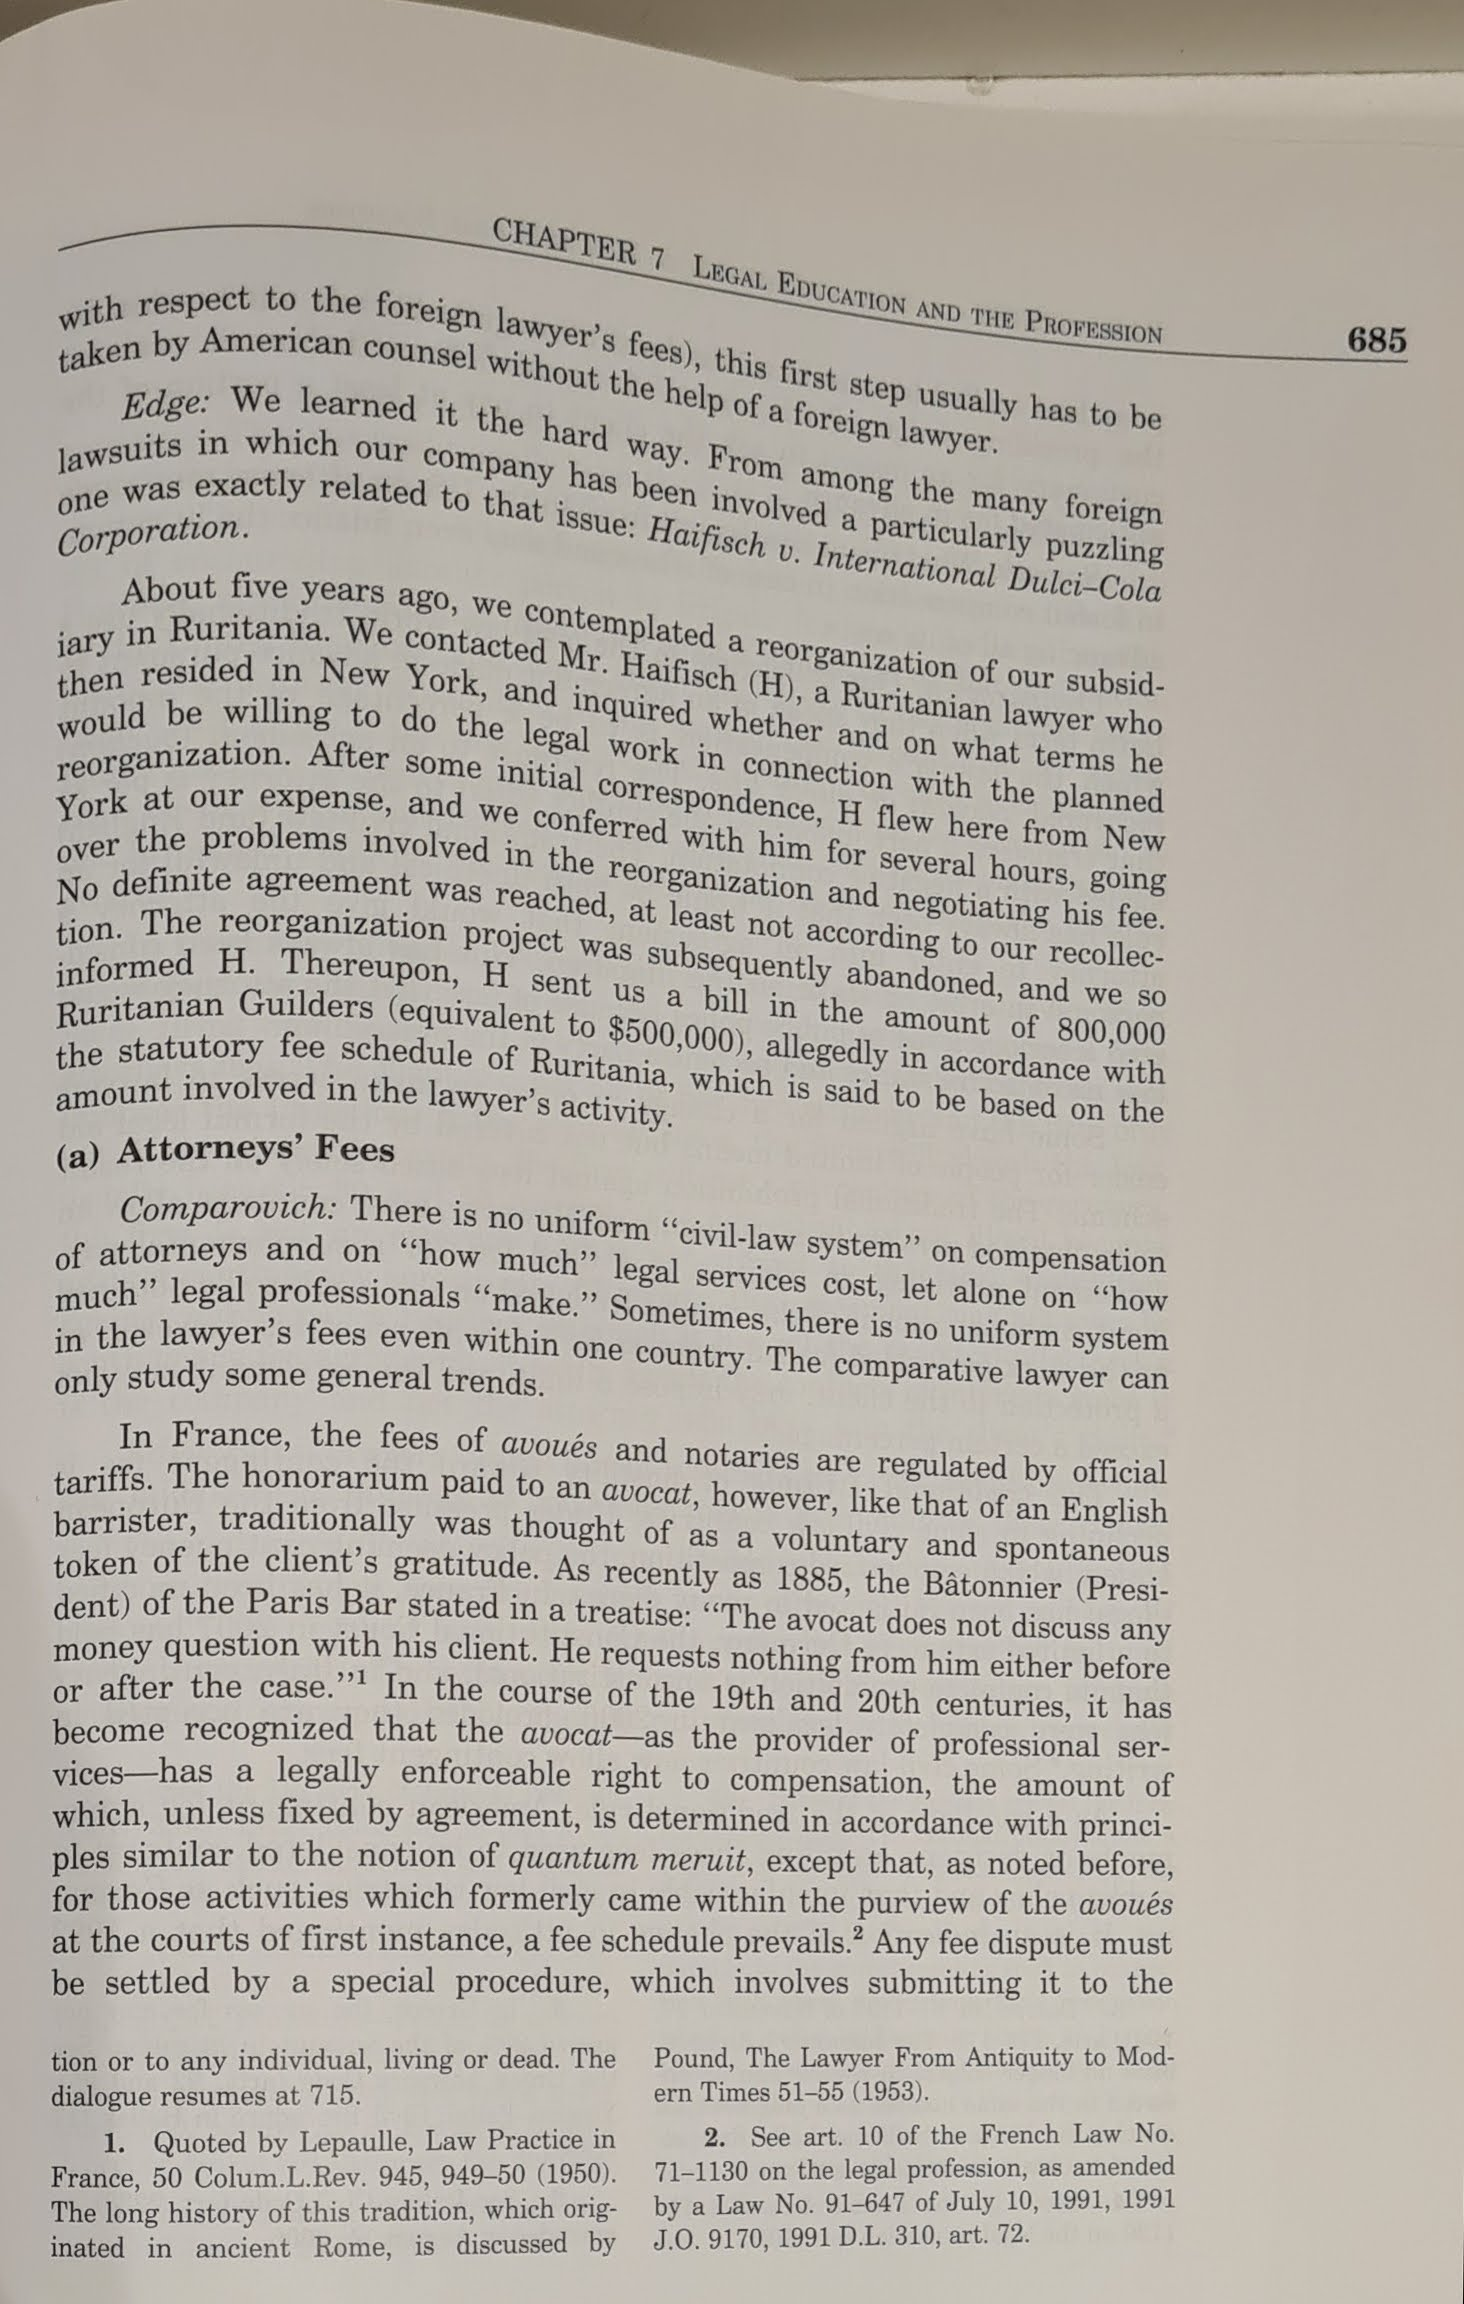 CHAPTER 7 LEGAL EDUCATION AND THE PROFESSION 685
with respect to the foreign lawyer's fees), this first step usually has to be
taken by American counsel without the help of a foreign lawyer.
Edge: We learned it the hard way. From among the many foreign
lawsuits in which our company has been involved a particularly puzzling
one was exactly related to that issue: Haifisch v. International Dulci–Cola
Corporation.
About five years ago, we contemplated a reorganization of our subsid-
iary in Ruritania. We contacted Mr. Haifisch (H), a Ruritanian lawyer who
then resided in New York, and inquired whether and on what terms he
would be willing to do the legal work in connection with the planned
reorganization. After some initial correspondence, H flew here from New
York at our expense, and we conferred with him for several hours, going
over the problems involved in the reorganization and negotiating his fee.
No definite agreement was reached, at least not according to our recollec-
tion. The reorganization project was subsequently abandoned, and we so
informed H. Thereupon, H sent us a bill in the amount of 800,000
Ruritanian Guilders (equivalent to $500,000), allegedly in accordance with
the statutory fee schedule of Ruritania, which is said to be based on the
amount involved in the lawyer's activity.
(a) Attorneys' Fees
Comparovich: There is no uniform “civil-law system” on compensation
of attorneys and on “how much” legal services cost, let alone on “how
much” legal professionals “make.” Sometimes, there is no uniform system
in the lawyer's fees even within one country. The comparative lawyer can
only study some general trends.
In France, the fees of avoués and notaries are regulated by official
tariffs. The honorarium paid to an avocat, however, like that of an English
barrister, traditionally was thought of as a voluntary and spontaneous
token of the client's gratitude. As recently as 1885, the Bâtonnier (Presi-
dent) of the Paris Bar stated in a treatise: “The avocat does not discuss any
money question with his client. He requests nothing from him either before
or after the case.”¹ In the course of the 19th and 20th centuries, it has
become recognized that the avocat—as the provider of professional ser-
vices—has a legally enforceable right to compensation, the amount of
which, unless fixed by agreement, is determined in accordance with princi-
ples similar to the notion of quantum meruit, except that, as noted before,
for those activities which formerly came within the purview of the avoués
at the courts of first instance, a fee schedule prevails.² Any fee dispute must
be settled by a special procedure, which involves submitting it to the
tion or to any individual, living or dead. The
dialogue resumes at 715.
1. Quoted by Lepaulle, Law Practice in
France, 50 Colum.L.Rev. 945, 949–50 (1950).
The long history of this tradition, which orig-
inated in ancient Rome, is discussed by
Pound, The Lawyer From Antiquity to Mod-
ern Times 51–55 (1953).
2. See art. 10 of the French Law No.
71–1130 on the legal profession, as amended
by a Law No. 91–647 of July 10, 1991, 1991
J.O. 9170, 1991 D.L. 310, art. 72.